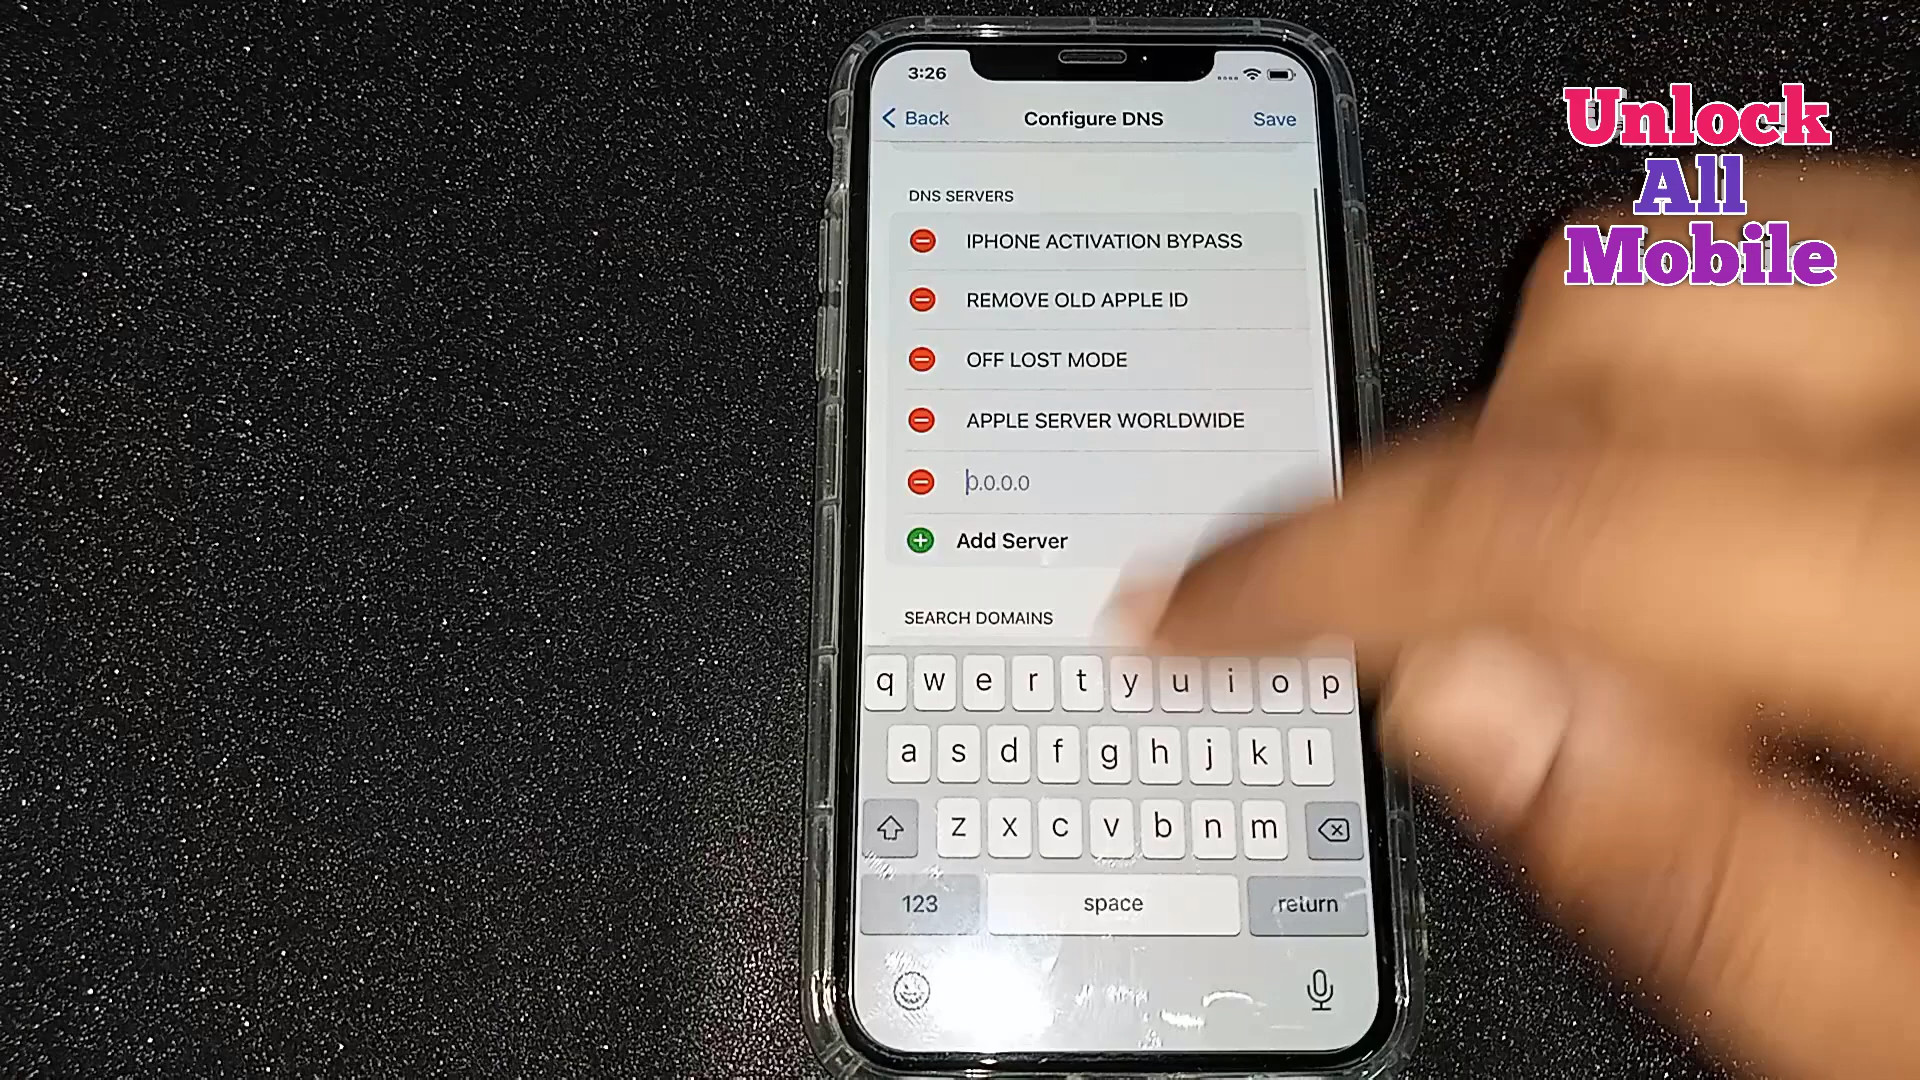 3:26
Back
Configure DNS
Save
DNS SERVERS
IPHONE ACTIVATION BYPASS
REMOVE OLD APPLE ID
OFF LOST MODE
APPLE SERVER WORLDWIDE
0.0.0.0
Add Server
SEARCH DOMAINS
q w e r t y u i o p
a s d f g h j k l
z x c v b n m
123 space return
Unlock
All
Mobile